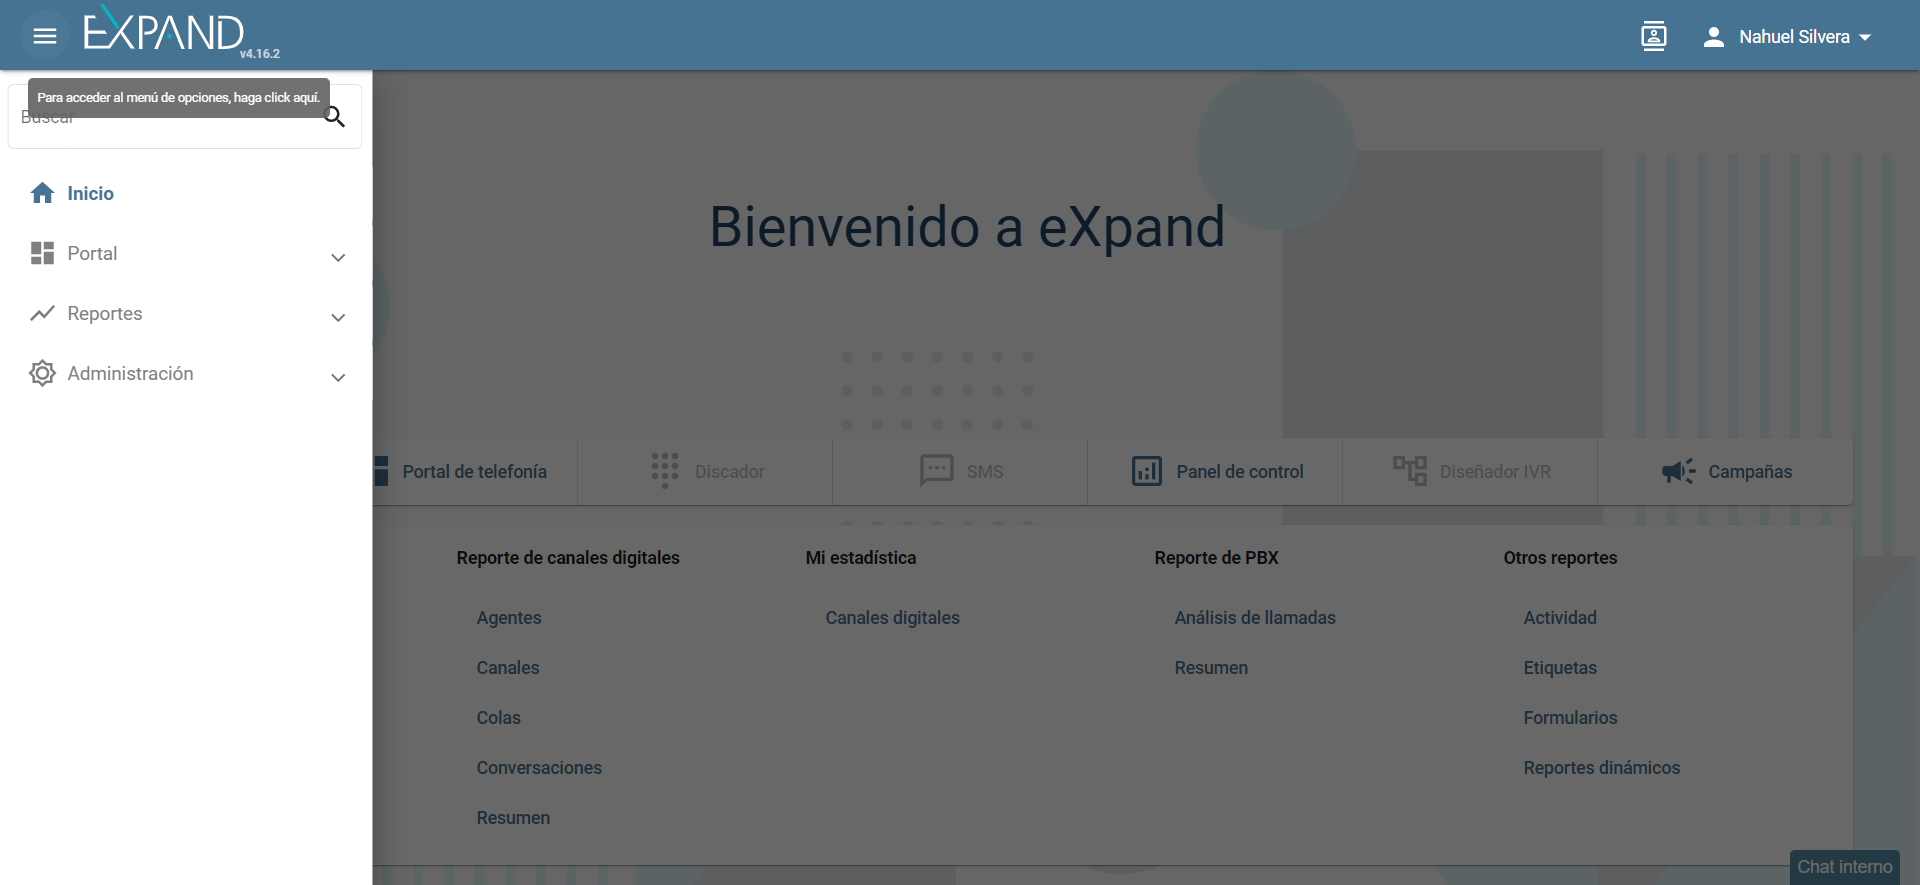 EXPAND
v4.16.2
Nahuel Silvera
Para acceder al menú de opciones, haga click aquí.
Buscar
Inicio
Portal
Reportes
Administración
Bienvenido a eXpand
Portal de telefonía
Discador
SMS
Panel de control
Diseñador IVR
Campañas
Reporte de canales digitales
Agentes
Canales
Colas
Conversaciones
Resumen
Mi estadística
Canales digitales
Reporte de PBX
Análisis de llamadas
Resumen
Otros reportes
Actividad
Etiquetas
Formularios
Reportes dinámicos
Chat interno